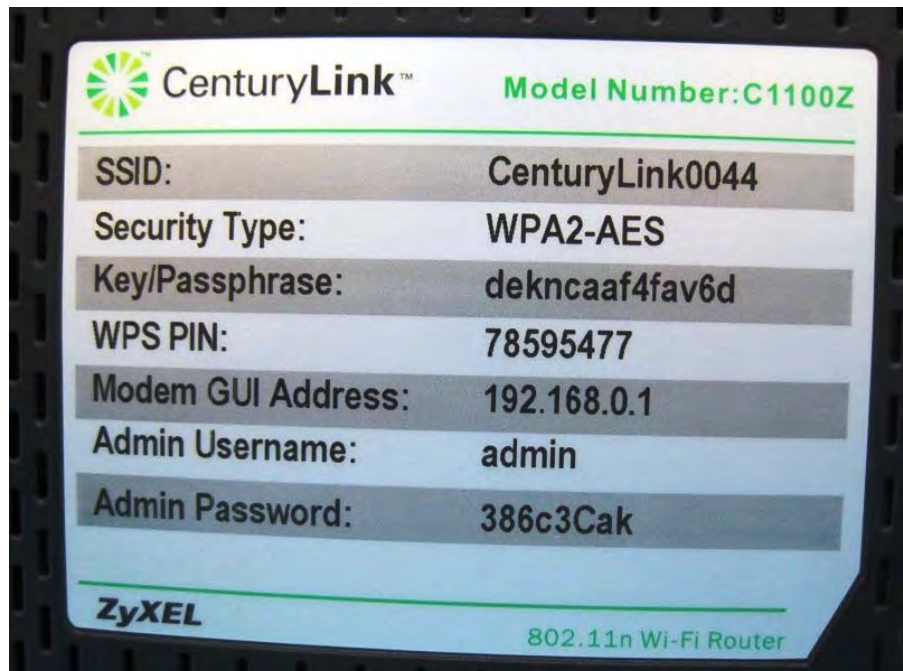 CenturyLink™ Model Number:C1100Z
SSID: CenturyLink0044
Security Type: WPA2-AES
Key/Passphrase: dekncaaf4fav6d
WPS PIN: 78595477
Modem GUI Address: 192.168.0.1
Admin Username: admin
Admin Password: 386c3Cak
ZyXEL 802.11n Wi-Fi Router